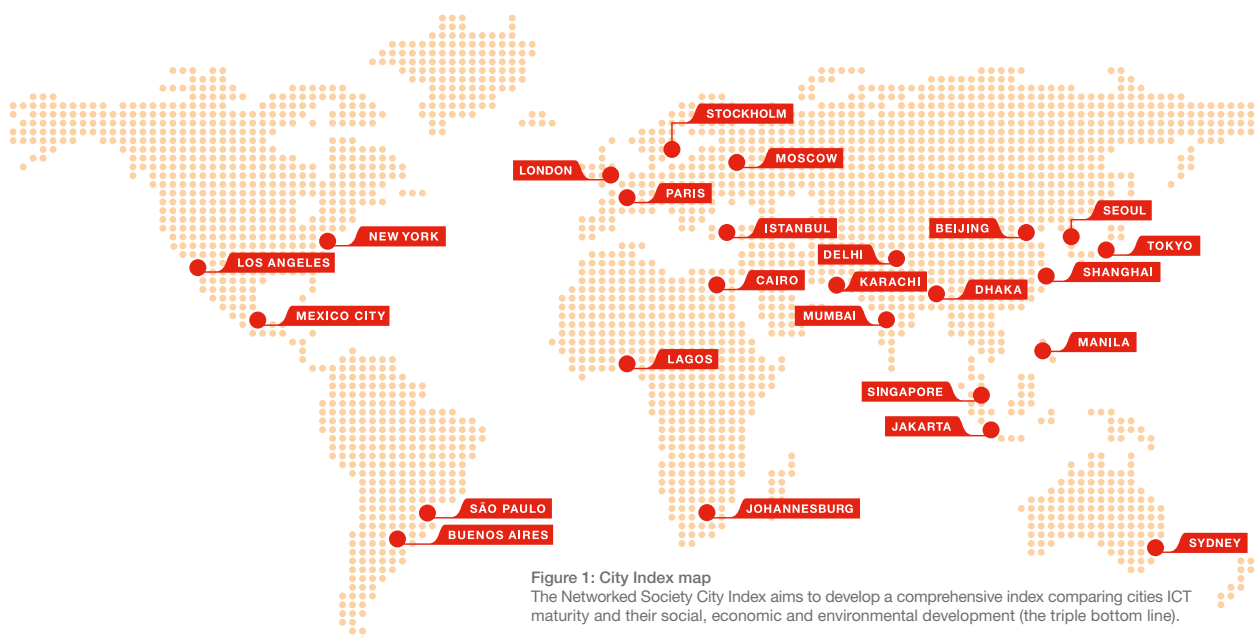 STOCKHOLM
LONDON
MOSCOW
PARIS
NEW YORK
LOS ANGELES
MEXICO CITY
ISTANBUL
BEIJING
SEOUL
TOKYO
DELHI
SHANGHAI
CAIRO
KARACHI
DHAKA
MUMBAI
MANILA
LAGOS
SINGAPORE
JAKARTA
SÃO PAULO
BUENOS AIRES
JOHANNESBURG
SYDNEY
Figure 1: City Index map
The Networked Society City Index aims to develop a comprehensive index comparing cities ICT
maturity and their social, economic and environmental development (the triple bottom line).